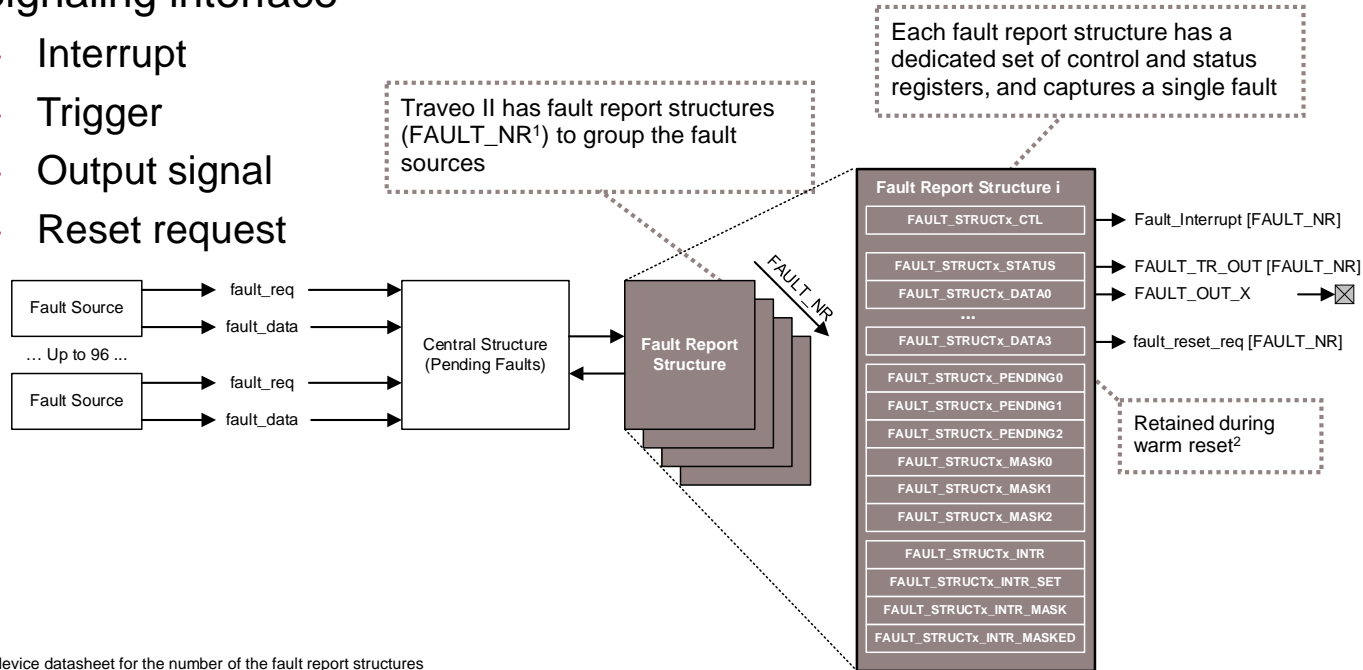 Interrupt
Trigger
Output signal
Reset request
Traveo II has fault report structures
(FAULT_NR¹) to group the fault
sources
Each fault report structure has a
dedicated set of control and status
registers, and captures a single fault
Fault Source
fault_req
fault_data
... Up to 96 ...
Fault Source
fault_req
fault_data
Central Structure
(Pending Faults)
Fault Report
Structure
FAULT_NR
Fault Report Structure i
FAULT_STRUCTx_CTL
FAULT_STRUCTx_STATUS
FAULT_STRUCTx_DATA0
...
FAULT_STRUCTx_DATA3
FAULT_STRUCTx_PENDING0
FAULT_STRUCTx_PENDING1
FAULT_STRUCTx_PENDING2
FAULT_STRUCTx_MASK0
FAULT_STRUCTx_MASK1
FAULT_STRUCTx_MASK2
FAULT_STRUCTx_INTR
FAULT_STRUCTx_INTR_SET
FAULT_STRUCTx_INTR_MASK
FAULT_STRUCTx_INTR_MASKED
Fault_Interrupt [FAULT_NR]
FAULT_TR_OUT [FAULT_NR]
FAULT_OUT_X
fault_reset_req [FAULT_NR]
Retained during
warm reset²
device datasheet for the number of the fault report structures